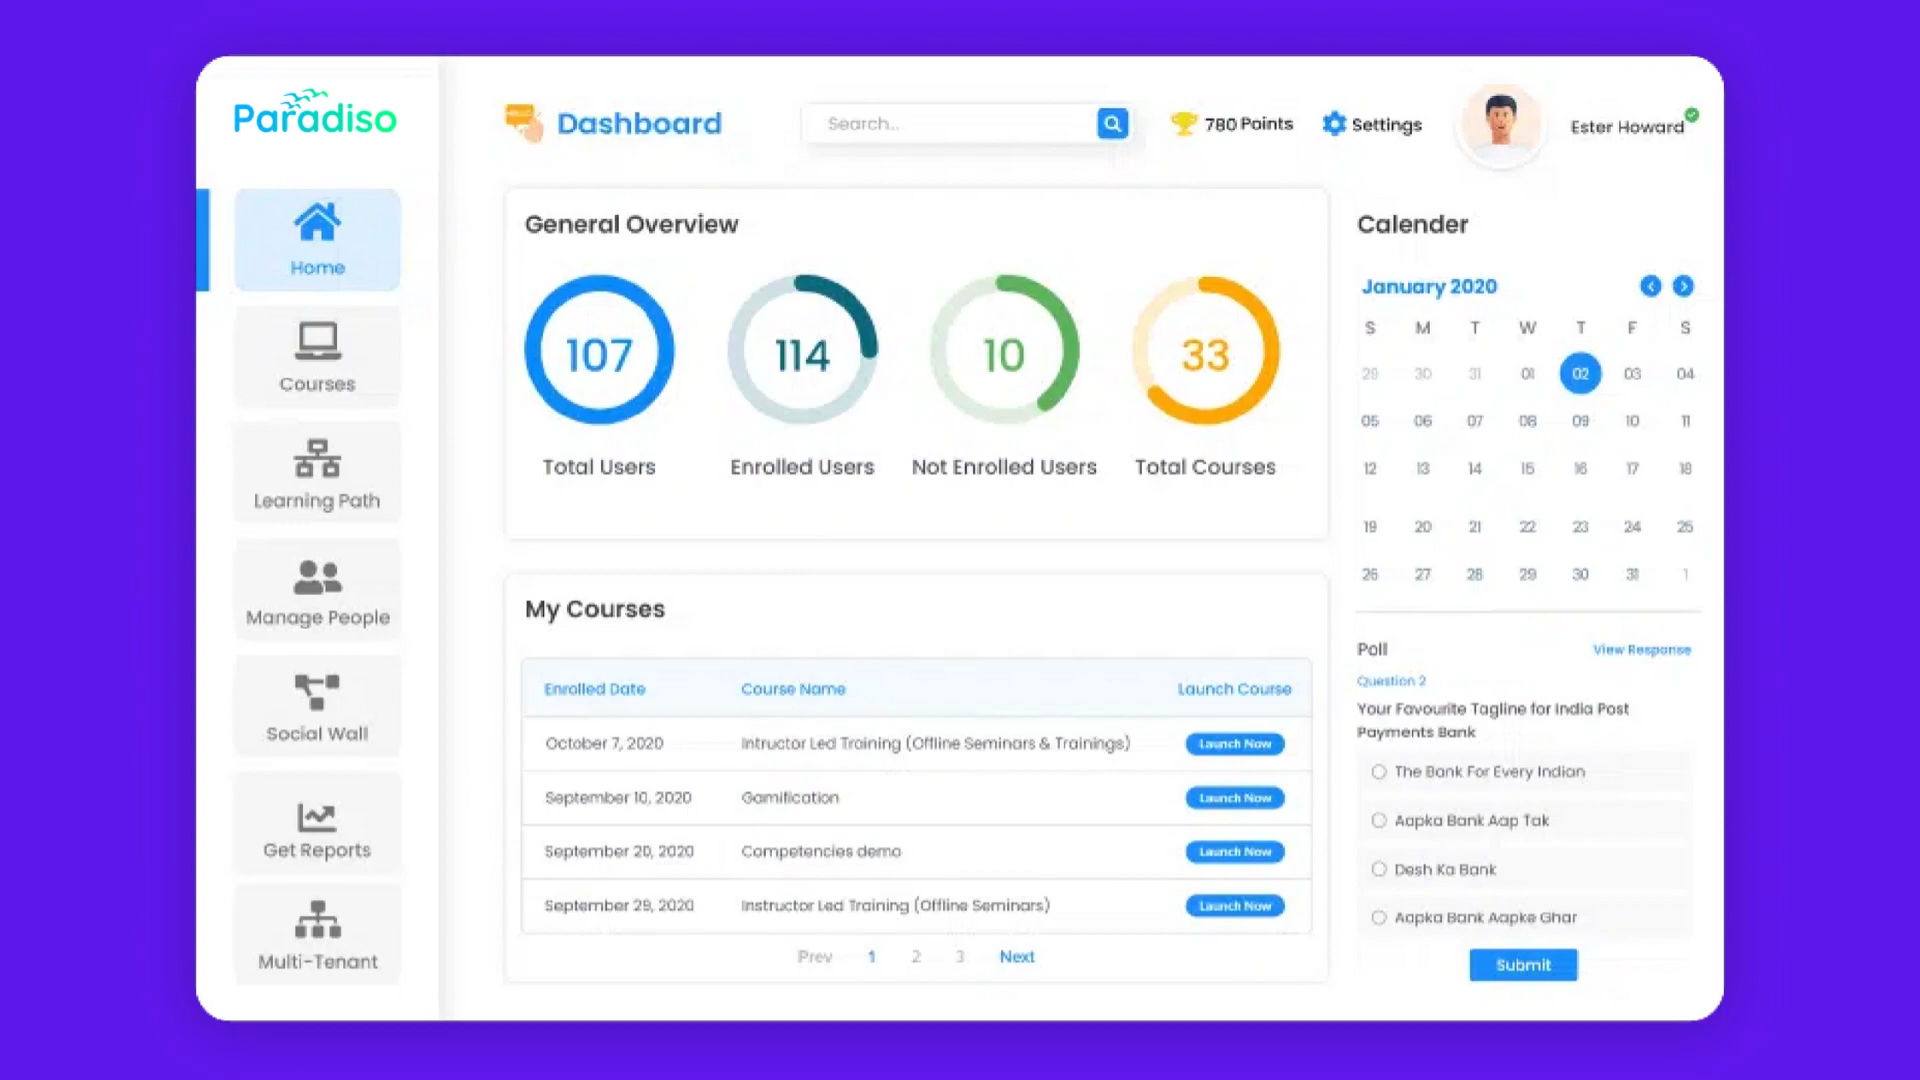 Paradiso
Home
Courses
Learning Path
Manage People
Social Wall
Get Reports
Multi-Tenant
Dashboard
Search..
780 Points
Settings
Ester Howard
General Overview
107
114
10
33
Total Users
Enrolled Users
Not Enrolled Users
Total Courses
My Courses
Enrolled Date Course Name Launch Course
October 7, 2020 Intructor Led Troining (Offline Seminars & Trainings) Launch Now
September 10, 2020 Gamification Launch Now
September 20, 2020 Competencies demo Launch Now
September 29, 2020 Instructor Led Training (Offline Seminars) Launch Now
Prev 1 2 3 Next
Calender
January 2020
S M T W T F S
29 30 31 01 02 03 04
05 06 07 08 09 10 11
12 13 14 15 16 17 18
19 20 21 22 23 24 25
26 27 28 29 30 31 1
Poll View Response
Question 2
Your Favourite Tagline for India Post
Payments Bank
The Bank For Every Indian
Aapka Bank Aap Tak
Desh Ka Bank
Aapka Bank Aapke Ghar
Submit